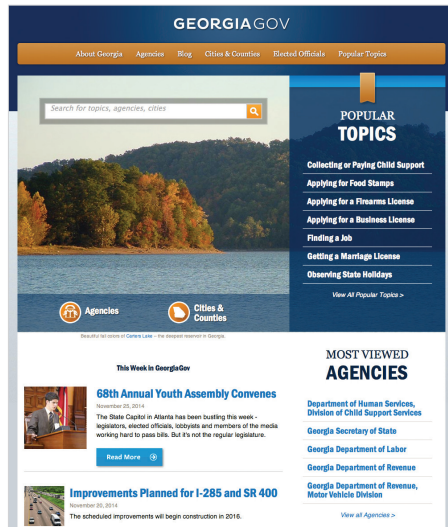 GEORGIAGOV
About Georgia Agencies Blog Cities & Counties Elected Officials Popular Topics
Search for topics, agencies, cities
POPULAR
TOPICS
Collecting or Paying Child Support
Applying for Food Stamps
Applying for a Firearms License
Applying for a Business License
Finding a Job
Getting a Marriage License
Observing State Holidays
View All Popular Topics >
Agencies
Cities &
Counties
Beautiful fall colors of Carters Lake – the deepest reservoir in Georgia.
This Week in GeorgiaGov
68th Annual Youth Assembly Convenes
November 25, 2014
The State Capitol in Atlanta has been bustling this week -
legislators, elected officials, lobbyists and members of the media
working hard to pass bills. But it's not the regular legislature.
Read More
Improvements Planned for I-285 and SR 400
November 20, 2014
The scheduled improvements will begin construction in 2016.
MOST VIEWED
AGENCIES
Department of Human Services,
Division of Child Support Services
Georgia Secretary of State
Georgia Department of Labor
Georgia Department of Revenue
Georgia Department of Revenue,
Motor Vehicle Division
View all Agencies >